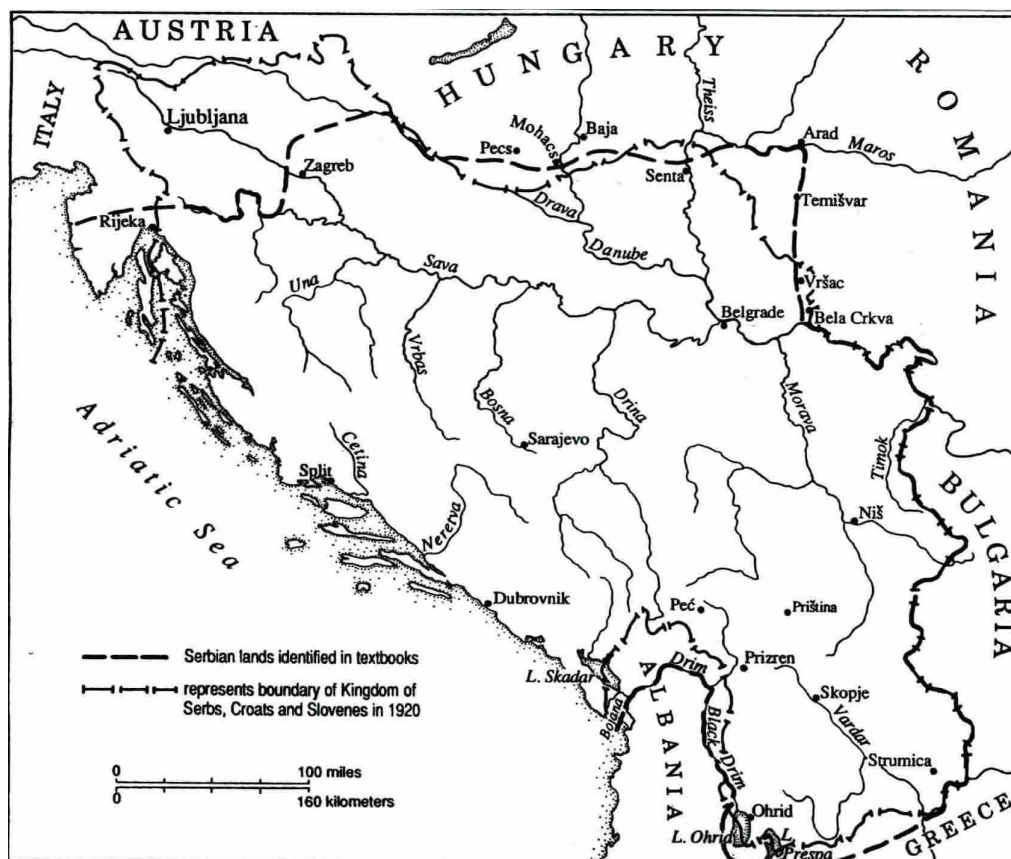 AUSTRIA
HUNGARY
ROMANIA
ITALY
Ljubljana
Zagreb
Rijeka
Pecs
Mohacs
Baja
Theiss
Senta
Arad
Maros
Temišvar
Drava
Danube
Vršac
Bela Crkva
Belgrade
Una
Sava
Vrbas
Bosna
Drina
Morava
Timok
Sarajevo
Cetina
Split
Neretva
Adriatic Sea
Niš
BULGARIA
Dubrovnik
Peć
Priština
Prizren
L. Skadar
Drim
ALBANIA
Bojana
Black Drim
Skopje
Vardar
Strumica
Ohrid
L. Ohrid
L. Prespa
GREECE
Serbian lands identified in textbooks
represents boundary of Kingdom of
Serbs, Croats and Slovenes in 1920
0 100 miles
0 160 kilometers